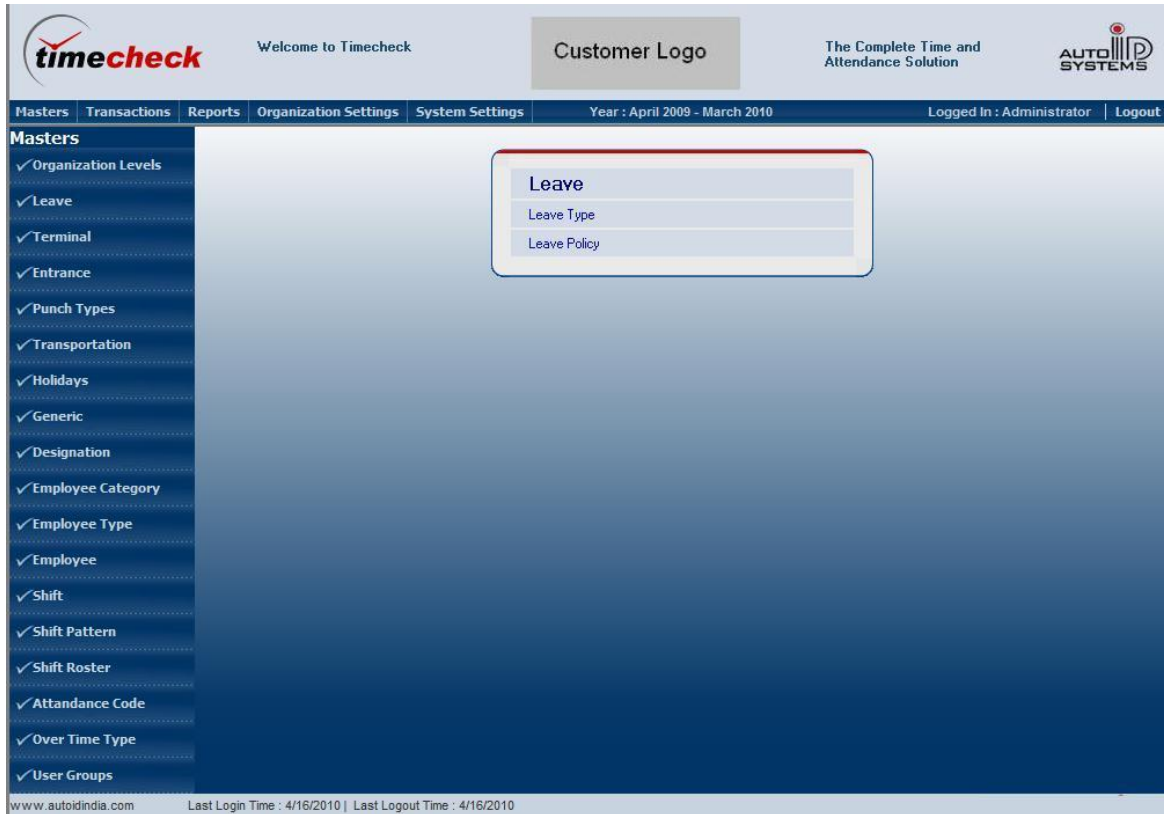 timecheck
Welcome to Timecheck
Customer Logo
The Complete Time and
Attendance Solution
AUTO ID
SYSTEMS
Masters Transactions Reports Organization Settings System Settings Year : April 2009 - March 2010 Logged In : Administrator Logout
Masters
Organization Levels
Leave
Terminal
Entrance
Punch Types
Transportation
Holidays
Generic
Designation
Employee Category
Employee Type
Employee
Shift
Shift Pattern
Shift Roster
Attandance Code
Over Time Type
User Groups
Leave
Leave Type
Leave Policy
www.autoidindia.com Last Login Time : 4/16/2010 | Last Logout Time : 4/16/2010